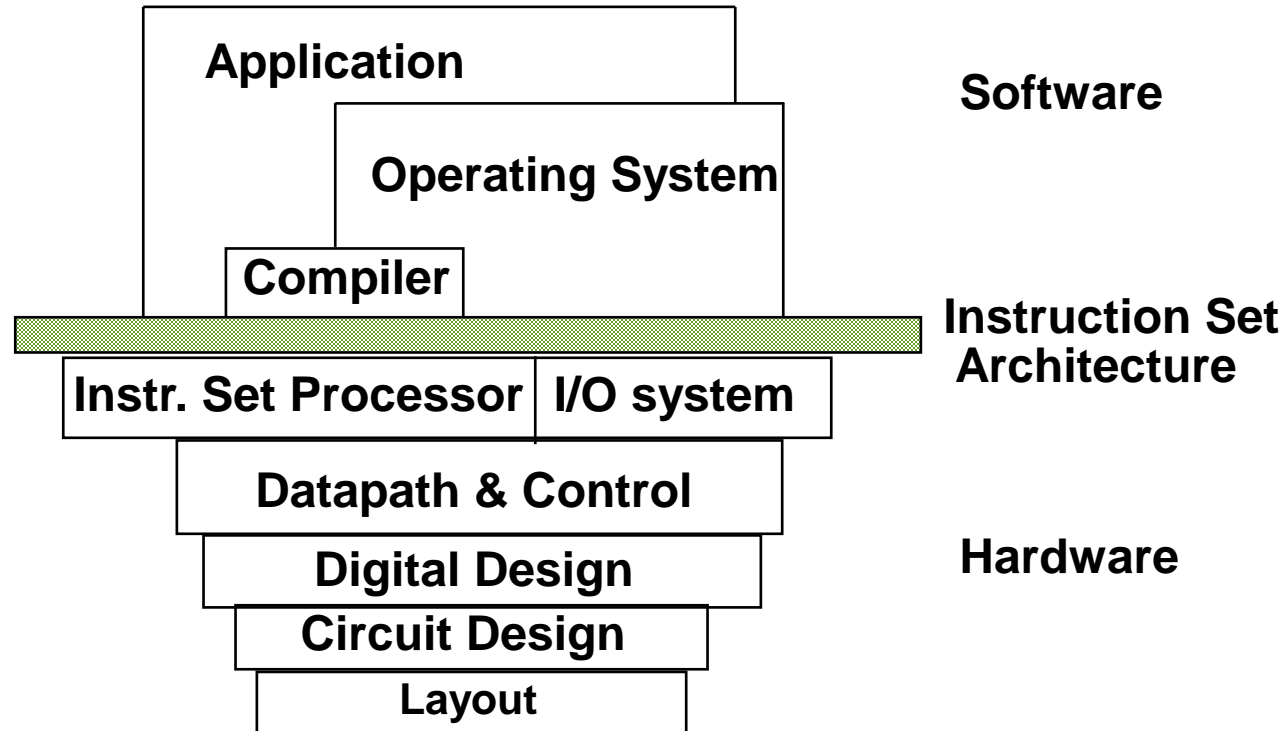 Application
Software
Operating System
Compiler
Instruction Set
Architecture
Instr. Set Processor
I/O system
Datapath & Control
Digital Design
Hardware
Circuit Design
Layout